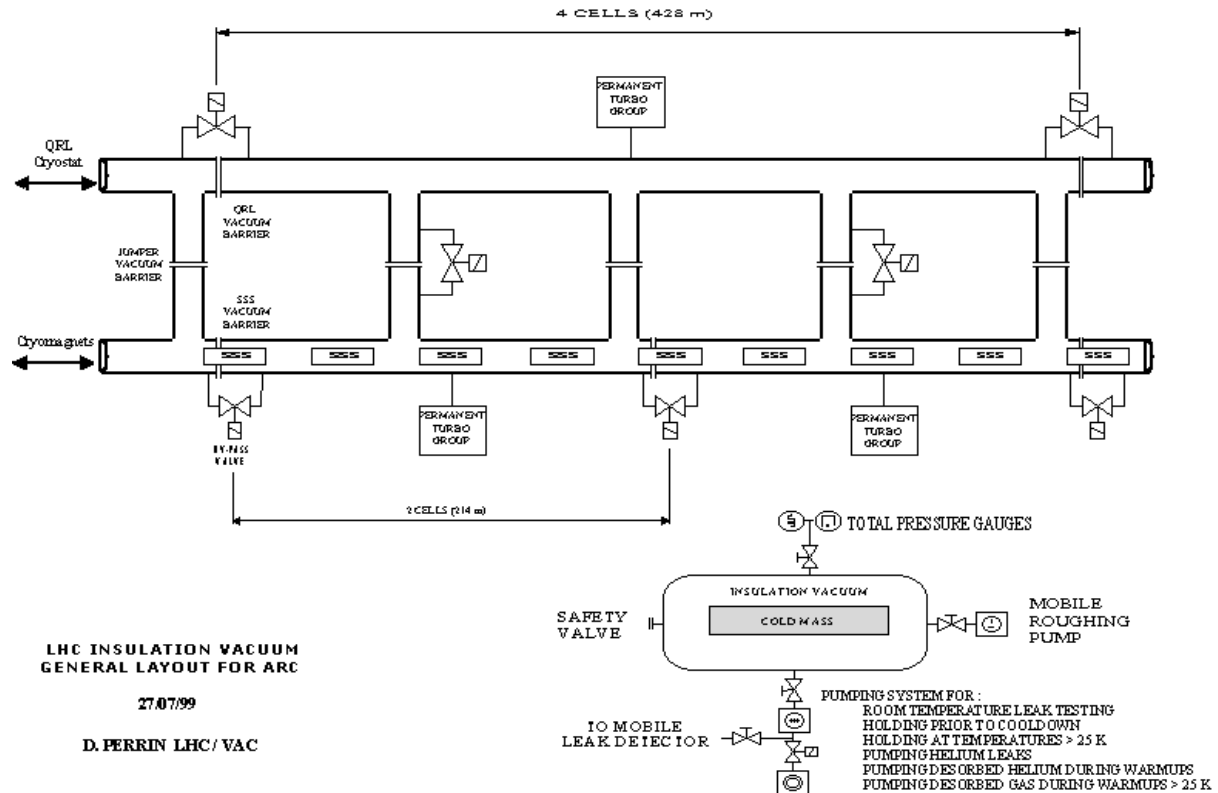 4 CELLS (428 m)
PERMANENT
TURBO
GROUP
QRL
Cryostat
QRL
VACUUM
BARRIER
JUMPER
VACUUM
BARRIER
SSS
VACUUM
BARRIER
Cryomagnets
SSS SSS SSS SSS SSS SSS SSS SSS SSS
BY-PASS
VALVE
PERMANENT
TURBO
GROUP
PERMANENT
TURBO
GROUP
2 CELLS (214 m)
TOTAL PRESSURE GAUGES
INSULATION VACUUM
COLD MASS
SAFETY
VALVE
MOBILE
ROUGHING
PUMP
LHC INSULATION VACUUM
GENERAL LAYOUT FOR ARC
27/07/99
D. PERRIN LHC / VAC
TO MOBILE
LEAK DETECTOR
PUMPING SYSTEM FOR :
ROOM TEMPERATURE LEAK TESTING
HOLDING PRIOR TO COOLDOWN
HOLDING AT TEMPERATURES > 25 K
PUMPING HELIUM LEAKS
PUMPING DESORBED HELIUM DURING WARMUPS
PUMPING DESORBED GAS DURING WARMUPS > 25 K